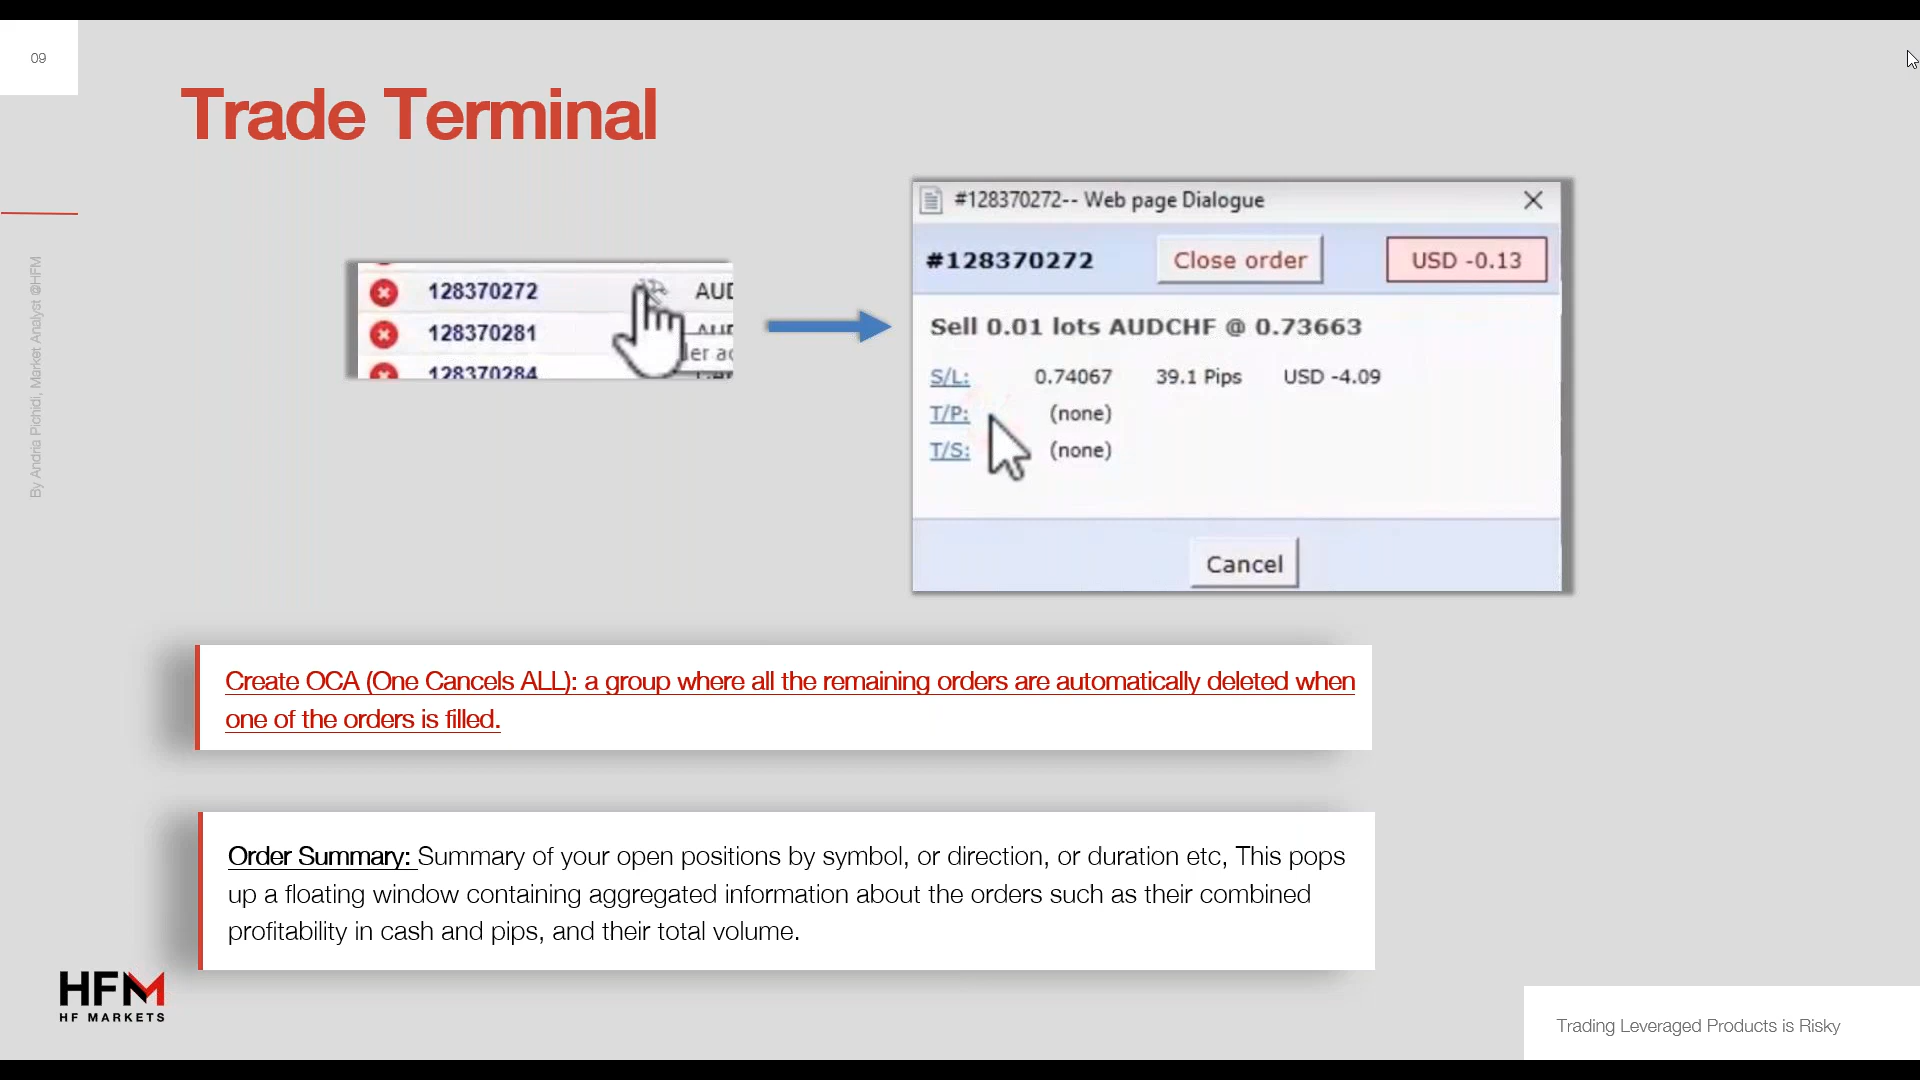 09
Trade Terminal
By Andria Pichidi, Market Analyst @HFM
128370272 AUD
128370281
128370284
#128370272-- Web page Dialogue
#128370272 Close order USD -0.13
Sell 0.01 lots AUDCHF @ 0.73663
S/L: 0.74067 39.1 Pips USD -4.09
T/P: (none)
T/S: (none)
Cancel
Create OCA (One Cancels ALL): a group where all the remaining orders are automatically deleted when
one of the orders is filled.
Order Summary: Summary of your open positions by symbol, or direction, or duration etc, This pops
up a floating window containing aggregated information about the orders such as their combined
profitability in cash and pips, and their total volume.
HFM
HF MARKETS
Trading Leveraged Products is Risky